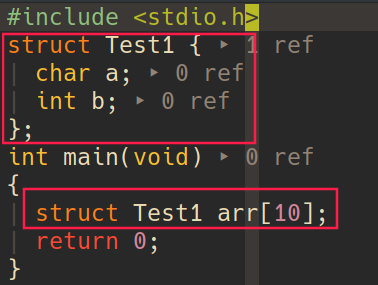 #include <stdio.h>
struct Test1 { ▸ 1 ref
char a; ▸ 0 ref
int b; ▸ 0 ref
};
int main(void) ▸ 0 ref
{
struct Test1 arr[10];
return 0;
}